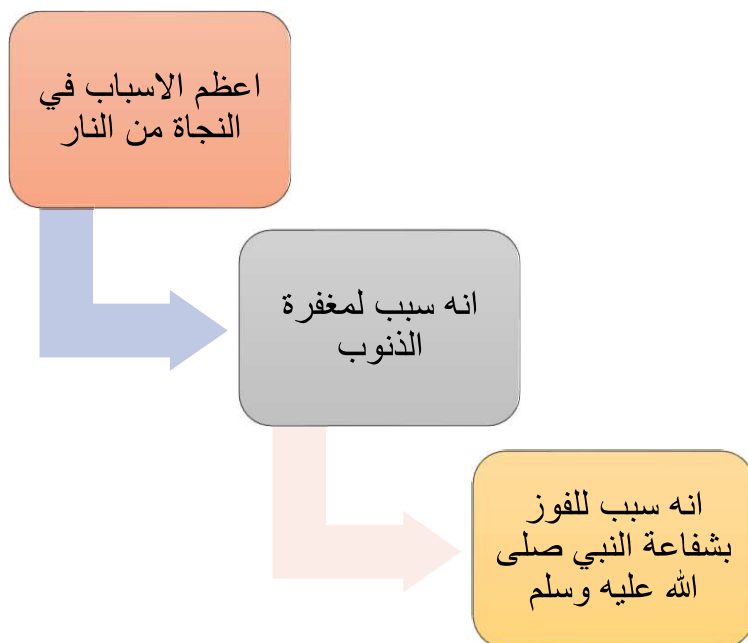 اعظم الاسباب في
النجاة من النار
انه سبب لمغفرة
الذنوب
انه سبب للفوز
بشفاعة النبي صلى
الله عليه وسلم